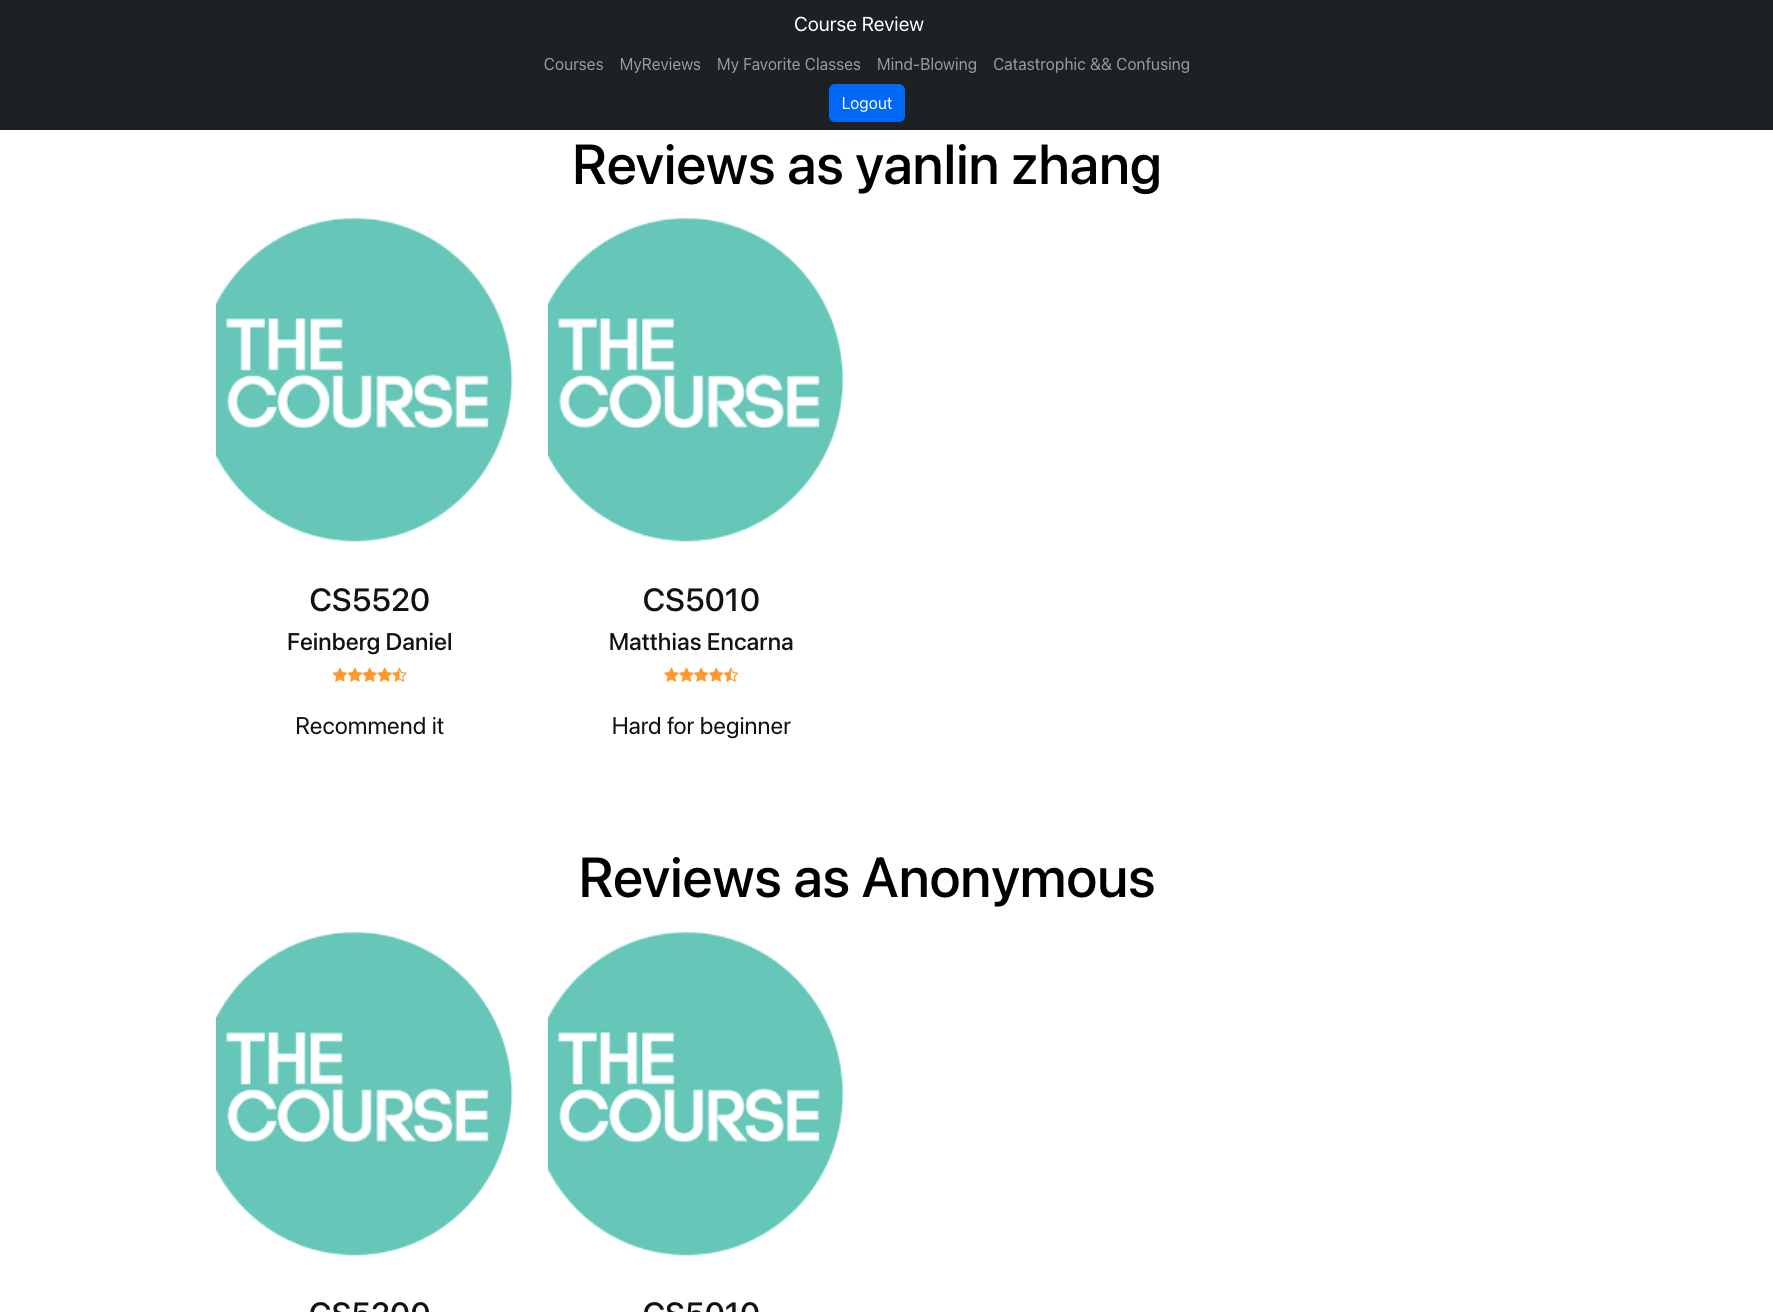 Course Review
Courses MyReviews My Favorite Classes Mind-Blowing Catastrophic && Confusing
Logout
Reviews as yanlin zhang
THE
COURSE
THE
COURSE
CS5520
Feinberg Daniel
Recommend it
CS5010
Matthias Encarna
Hard for beginner
Reviews as Anonymous
THE
COURSE
THE
COURSE
CS5200
CS5010